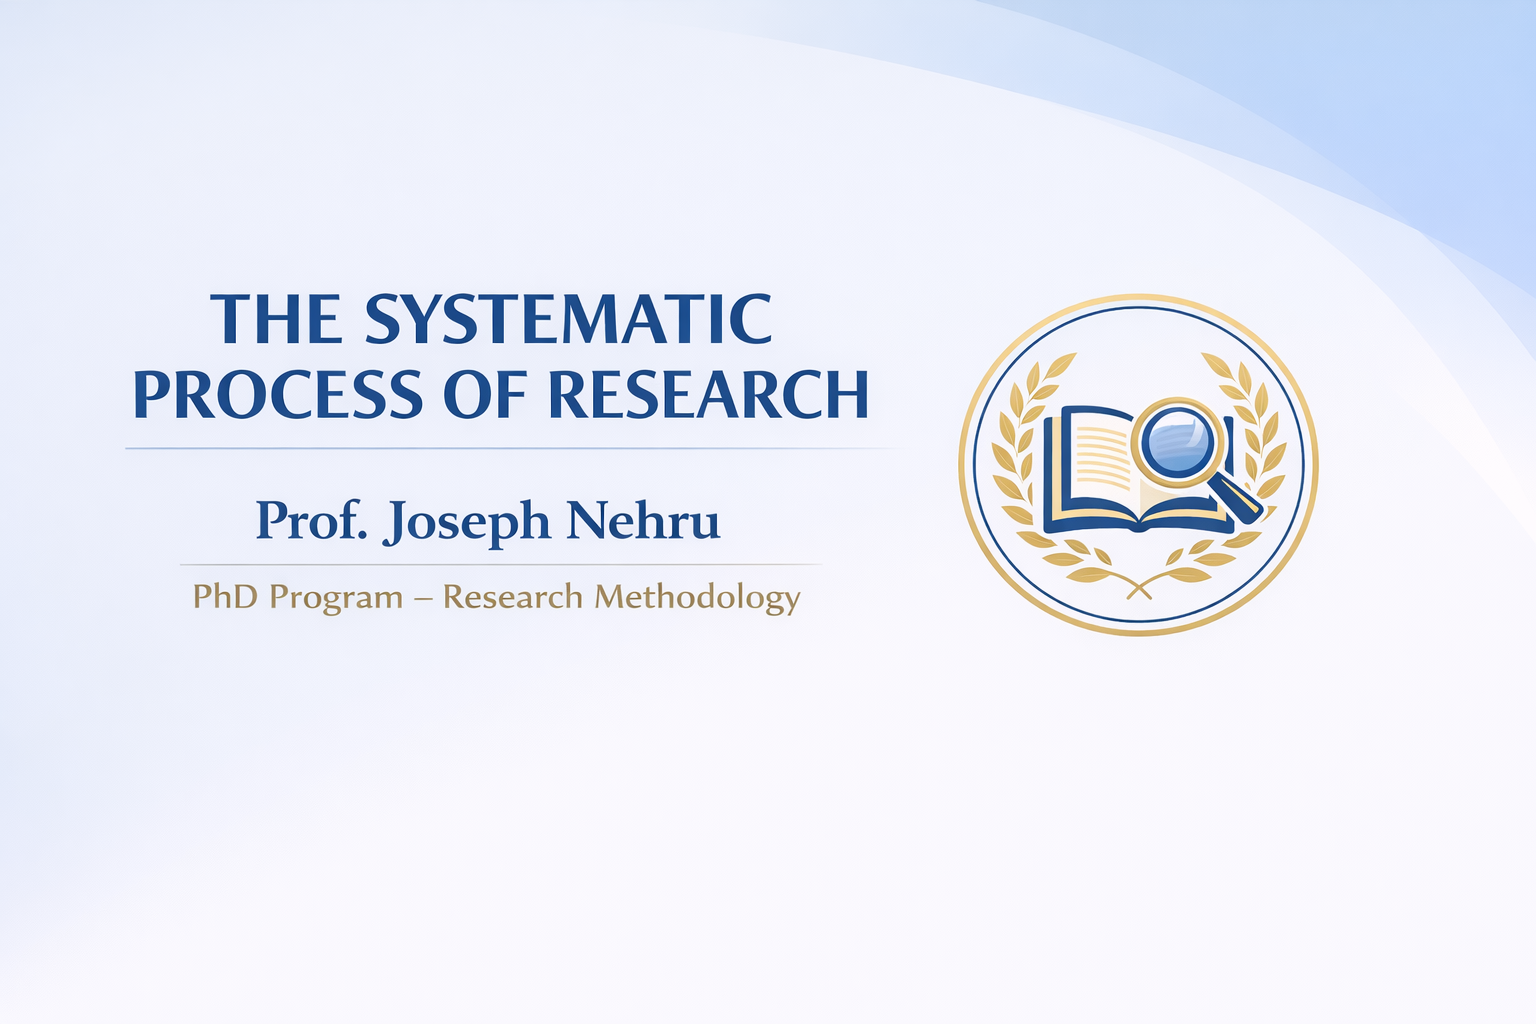 THE SYSTEMATIC
PROCESS OF RESEARCH
Prof. Joseph Nehru
PhD Program – Research Methodology